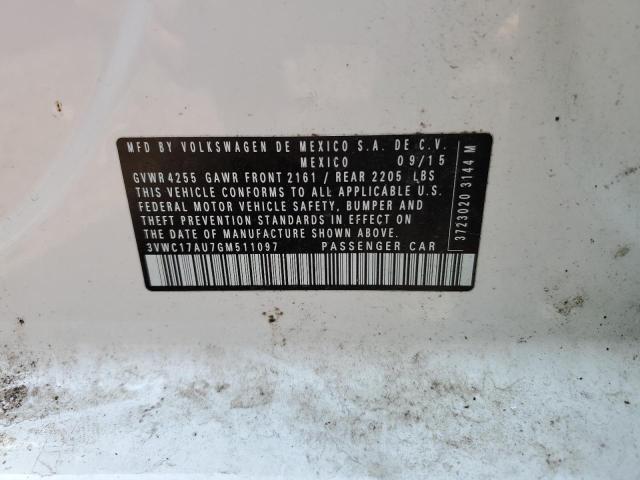 MFD BY VOLKSWAGEN DE MEXICO S.A. DE C.V.
MEXICO 09/15
GVWR 4255 GAWR FRONT 2161 / REAR 2205 LBS
THIS VEHICLE CONFORMS TO ALL APPLICABLE U.S.
FEDERAL MOTOR VEHICLE SAFETY, BUMPER AND
THEFT PREVENTION STANDARDS IN EFFECT ON
THE DATE OF MANUFACTURE SHOWN ABOVE.
3VWC17AU7GM511097 PASSENGER CAR
3723020 3144 M